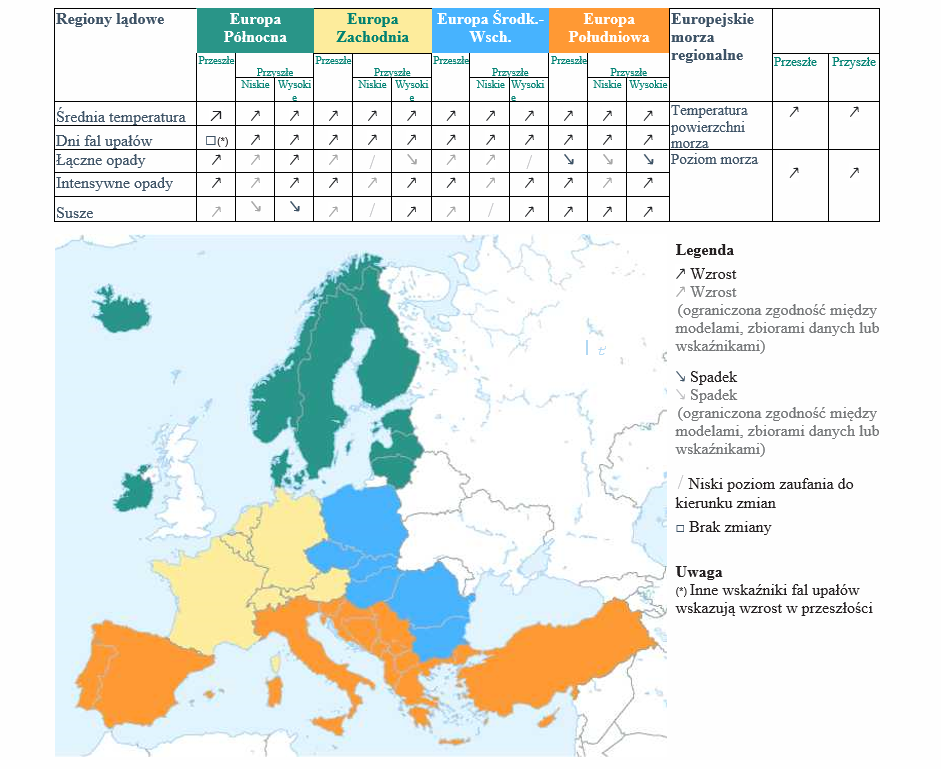 Regiony lądowe
Europa
Północna
Europa
Zachodnia
Europa Środk.-
Wsch.
Europa
Południowa
Europejskie
morza
regionalne
Przeszłe
Przyszłe
Niskie
Wysoki
e
Przeszłe
Przyszłe
Niskie
Wysoki
e
Przeszłe
Przyszłe
Niskie
Wysoki
e
Przeszłe
Przyszłe
Niskie
Wysokie
Przeszłe
Przyszłe
Średnia temperatura ↗ ↗ ↗ ↗ ↗ ↗ ↗ ↗ ↗ ↗ ↗ ↗
Temperatura
powierzchni
morza
↗ ↗
Dni fal upałów □(*) ↗ ↗ ↗ ↗ ↗ ↗ ↗ ↗ ↗ ↗ ↗
Łączne opady ↗ ↗ ↗ ↗ / ↘ ↗ ↗ / ↘ ↘ ↘
Poziom morza ↗ ↗
Intensywne opady ↗ ↗ ↗ ↗ ↗ ↗ ↗ ↗ ↗ ↗ ↗ ↗
Susze ↗ ↘ ↘ ↗ / ↗ ↗ / ↗ ↗ ↗ ↗
Legenda
↗ Wzrost
↗ Wzrost
(ograniczona zgodność między
modelami, zbiorami danych lub
wskaźnikami)
↘ Spadek
↘ Spadek
(ograniczona zgodność między
modelami, zbiorami danych lub
wskaźnikami)
/ Niski poziom zaufania do
kierunku zmian
□ Brak zmiany
Uwaga
(*) Inne wskaźniki fal upałów
wskazują wzrost w przeszłości